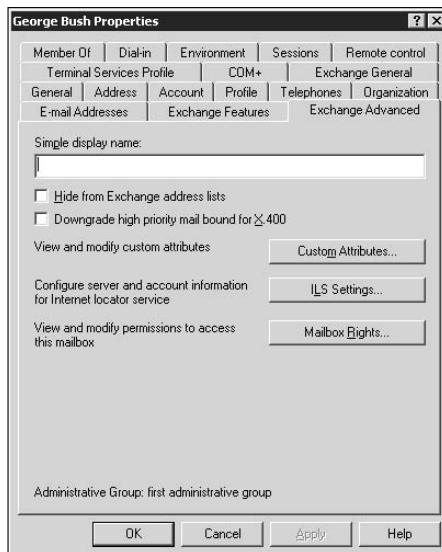 George Bush Properties
Member Of Dial-in Environment Sessions Remote control
Terminal Services Profile COM+ Exchange General
General Address Account Profile Telephones Organization
E-mail Addresses Exchange Features Exchange Advanced
Simple display name:
Hide from Exchange address lists
Downgrade high priority mail bound for X.400
View and modify custom attributes Custom Attributes...
Configure server and account information
for Internet locator service ILS Settings...
View and modify permissions to access
this mailbox Mailbox Rights...
Administrative Group: first administrative group
OK Cancel Apply Help